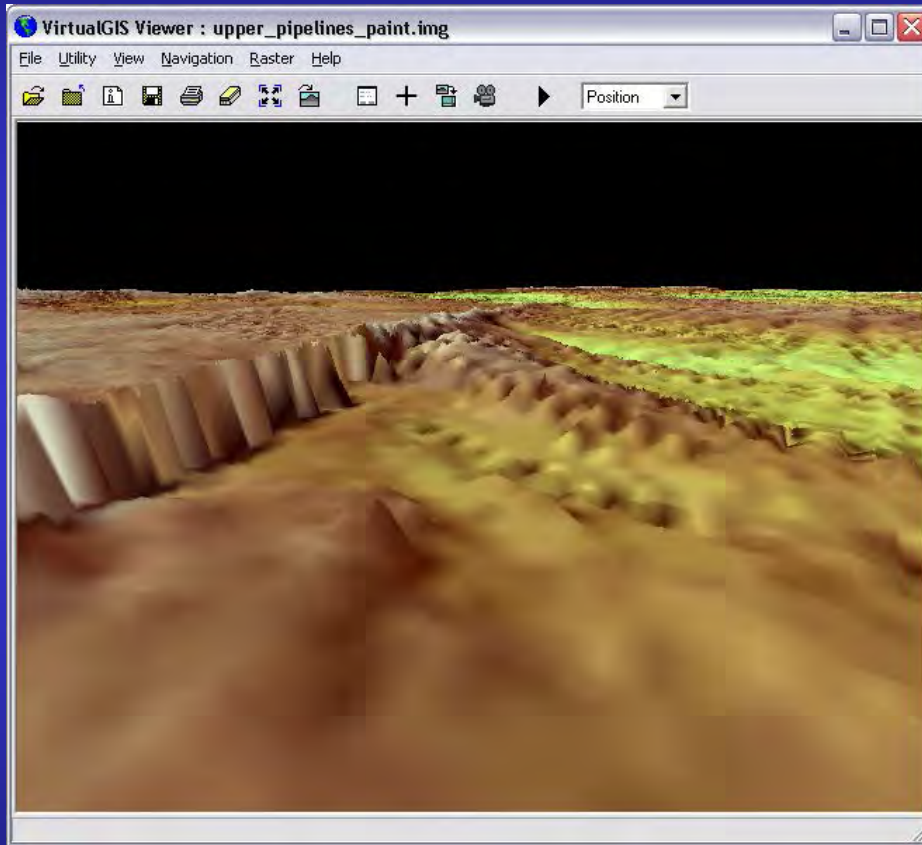 VirtualGIS Viewer : upper_pipelines_paint.img
File Utility View Navigation Raster Help
Position